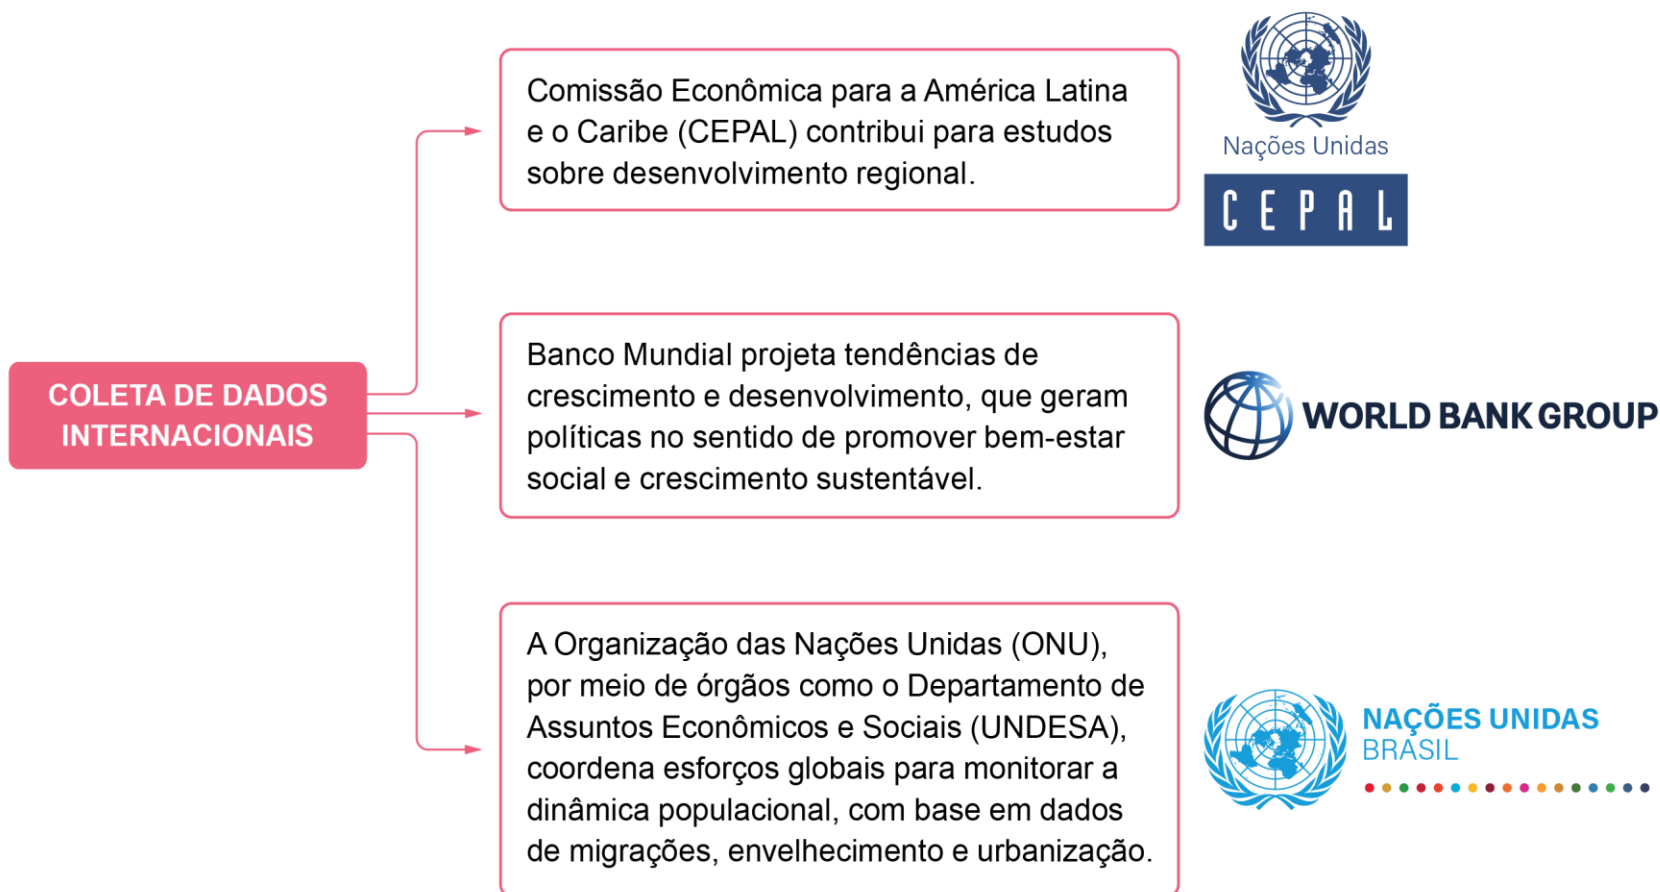 Comissão Econômica para a América Latina
e o Caribe (CEPAL) contribui para estudos
sobre desenvolvimento regional.
Nações Unidas
CEPAL
COLETA DE DADOS
INTERNACIONAIS
Banco Mundial projeta tendências de
crescimento e desenvolvimento, que geram
políticas no sentido de promover bem-estar
social e crescimento sustentável.
WORLD BANK GROUP
A Organização das Nações Unidas (ONU),
por meio de órgãos como o Departamento de
Assuntos Econômicos e Sociais (UNDESA),
coordena esforços globais para monitorar a
dinâmica populacional, com base em dados
de migrações, envelhecimento e urbanização.
NAÇÕES UNIDAS
BRASIL